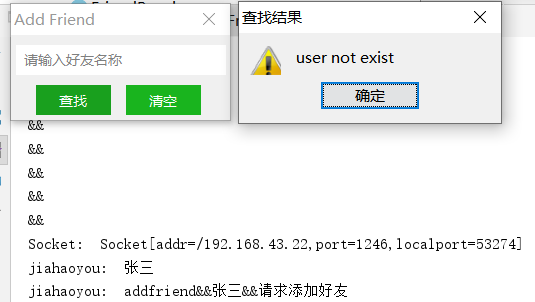 Add Friend
请输入好友名称
查找
清空
查找结果
user not exist
确定
&&
&&
&&
&&
&&
Socket: Socket[addr=/192.168.43.22,port=1246,localport=53274]
jiahaoyou: 张三
jiahaoyou: addfriend&&张三&&请求添加好友